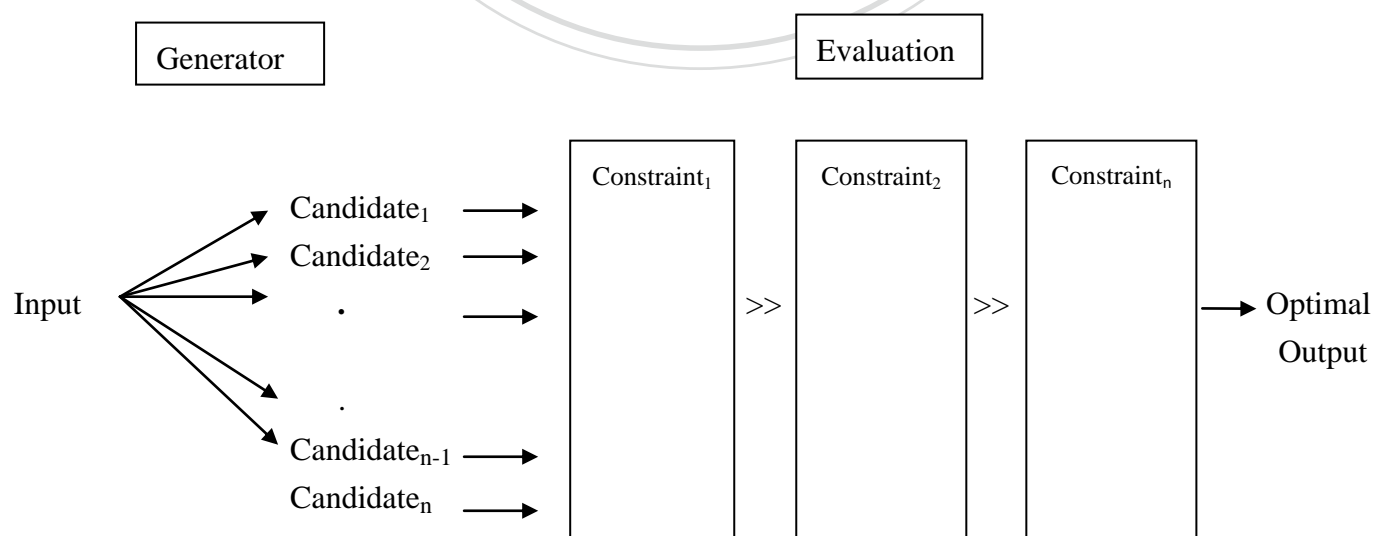 Generator
Evaluation
Constraint₁
Constraint₂
Constraintₙ
Candidate₁
Candidate₂
Input
.
>>
>>
Optimal
Output
.
Candidateₙ₋₁
Candidateₙ